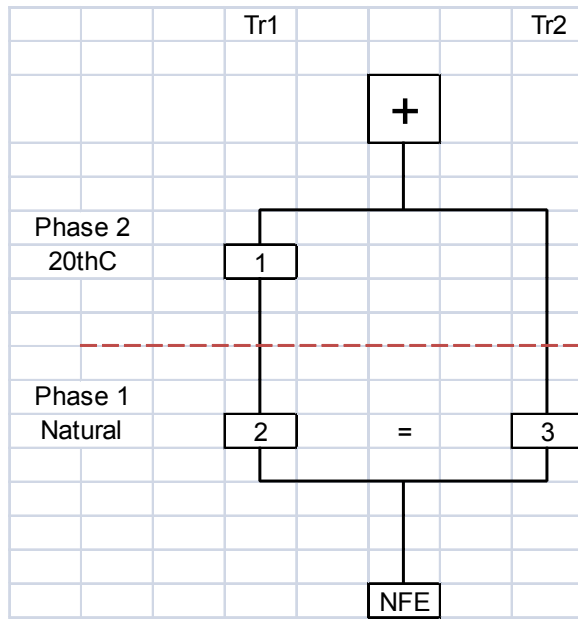 Tr1 Tr2
+
Phase 2
20thC
1
Phase 1
Natural
2 = 3
NFE